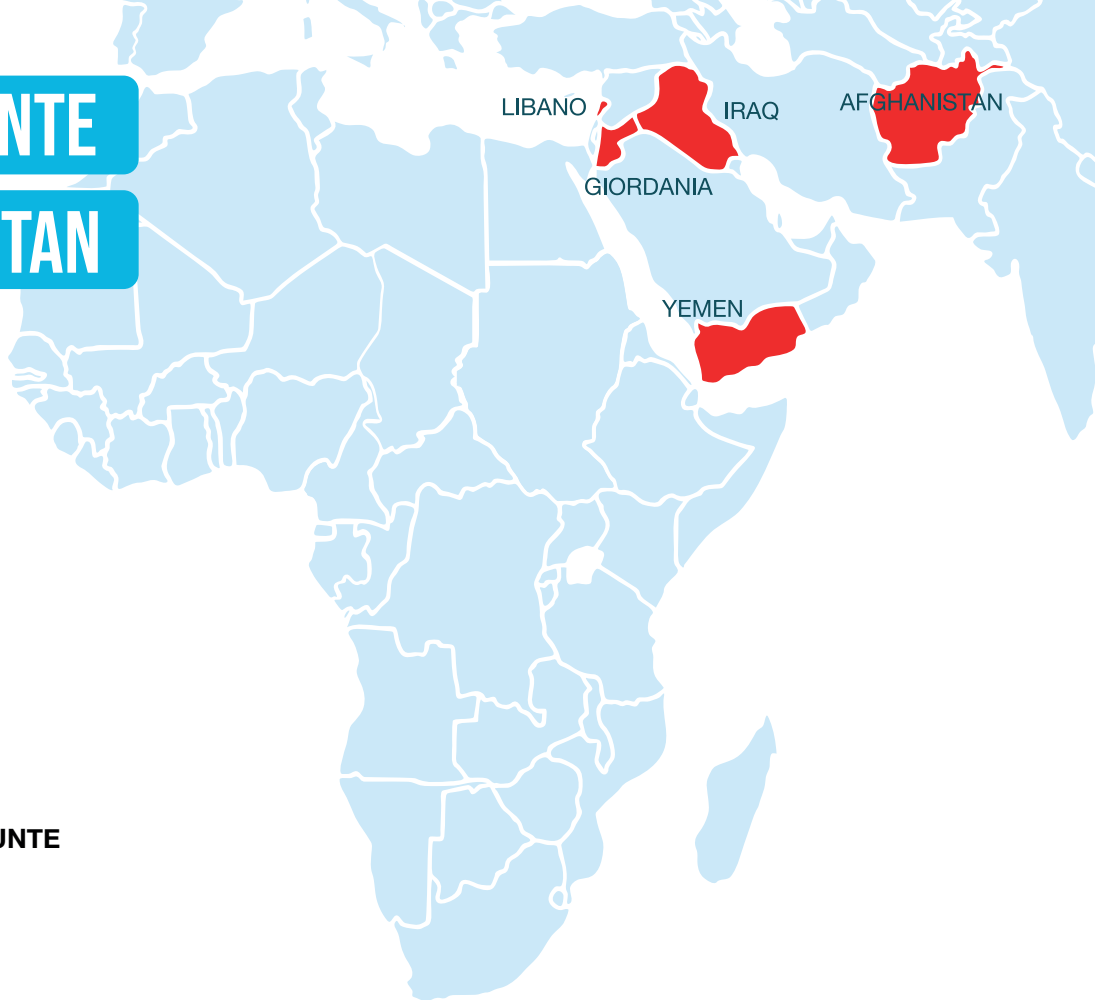 NTE
TAN
LIBANO
IRAQ
AFGHANISTAN
GIORDANIA
YEMEN
UNTE